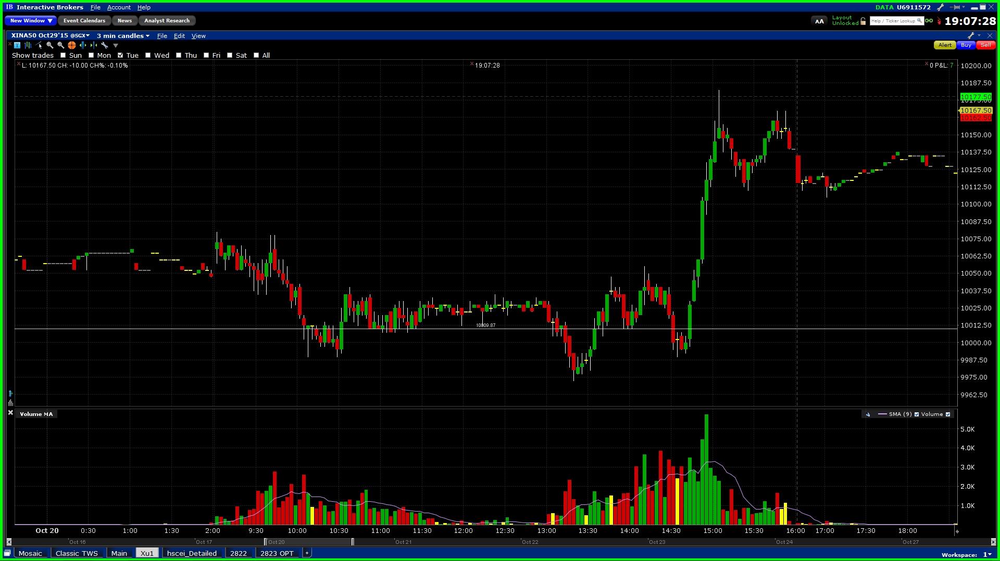 IB Interactive Brokers File Account Help DATA U6911572
New Window ▼ Event Calendars News Analyst Research AA Layout Unlocked Help / Ticker Lookup 19:07:28
XINA50 Oct29'15 @SGX 3 min candles File Edit View
T Alert Buy Sell
Show trades Sun Mon Tue Wed Thu Fri Sat All
L: 10167.50 CH: -10.00 CH%: -0.10% 19:07:28 0 P&L: 7
10200.00
10187.50
10177.50
10175.00
10167.50
10162.50
10150.00
10137.50
10125.00
10112.50
10100.00
10087.50
10075.00
10062.50
10050.00
10037.50
10025.00
10009.87
10012.50
10000.00
9987.50
9975.00
9962.50
Volume MA SMA (9) Volume
5.0K
4.0K
3.0K
2.0K
1.0K
Oct 20 0:30 1:00 1:30 2:00 9:30 10:00 10:30 11:00 11:30 12:00 12:30 13:00 13:30 14:00 14:30 15:00 15:30 16:00 17:00 17:30 18:00
Oct 16 Oct 17 Oct 20 Oct 21 Oct 22 Oct 23 Oct 24 Oct 27
Mosaic Classic TWS Main Xu1 hscei_Detailed 2822 2823 OPT + Workspace: 1